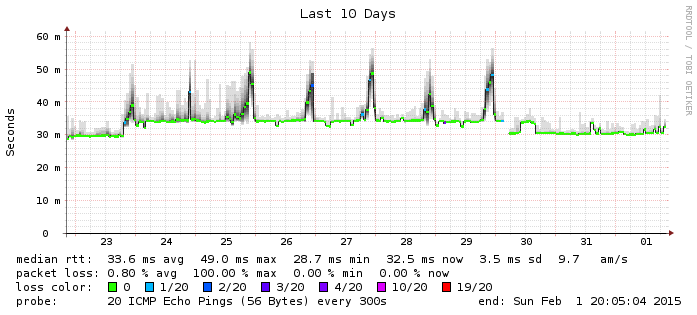 Last 10 Days
RRDTOOL / TOBI OETIKER
Seconds
60 m
50 m
40 m
30 m
20 m
10 m
0
23 24 25 26 27 28 29 30 31 01
median rtt: 33.6 ms avg 49.0 ms max 28.7 ms min 32.5 ms now 3.5 ms sd 9.7 am/s
packet loss: 0.80 % avg 100.00 % max 0.00 % min 0.00 % now
loss color: 0 1/20 2/20 3/20 4/20 10/20 19/20
probe: 20 ICMP Echo Pings (56 Bytes) every 300s end: Sun Feb 1 20:05:04 2015